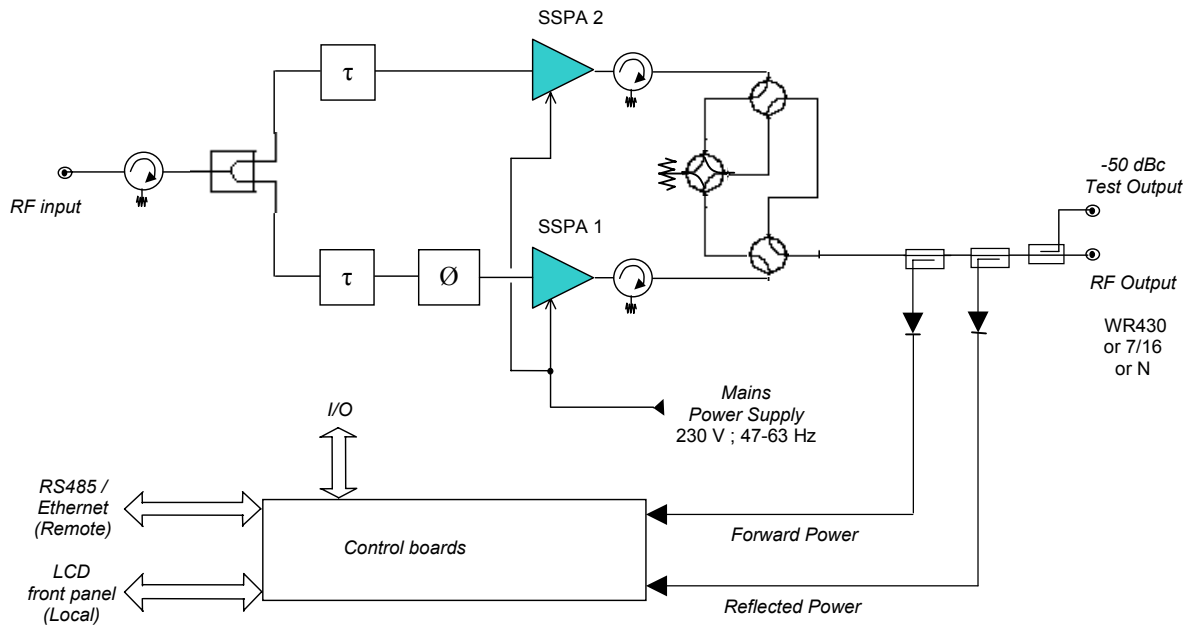 SSPA 2
τ
-50 dBc
Test Output
RF input
SSPA 1
τ
Ø
RF Output
WR430
or 7/16
or N
Mains
Power Supply
230 V ; 47-63 Hz
I/O
RS485 /
Ethernet
(Remote)
Control boards
Forward Power
LCD
front panel
(Local)
Reflected Power